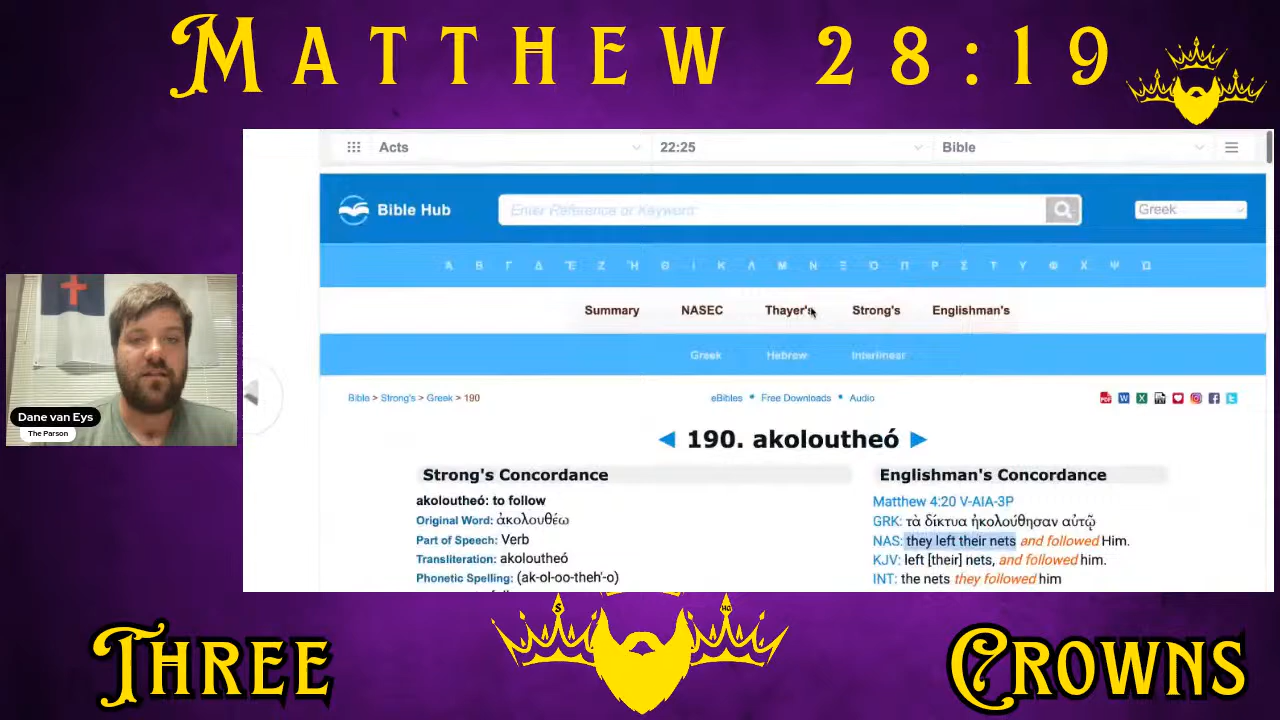 MATTHEW 28:19
Acts 22:25 Bible
Bible Hub Enter Reference or Keyword Greek
Α Β Γ Δ Ἐ Ζ Ἡ Θ Ἰ Κ Λ Μ Ν Ξ Ὀ Π Ρ Σ Τ Υ Φ Χ Ψ Ὠ
Summary NASEC Thayer's Strong's Englishman's
Greek Hebrew Interlinear
Bible > Strong's > Greek > 190 eBibles • Free Downloads • Audio
◄ 190. akoloutheó ►
Strong's Concordance
akoloutheó: to follow
Original Word: ἀκολουθέω
Part of Speech: Verb
Transliteration: akoloutheó
Phonetic Spelling: (ak-ol-oo-theh'-o)
Englishman's Concordance
Matthew 4:20 V-AIA-3P
GRK: τὰ δίκτυα ἠκολούθησαν αὐτῷ
NAS: they left their nets and followed Him.
KJV: left [their] nets, and followed him.
INT: the nets they followed him
Dane van Eys
The Parson
THREE CROWNS